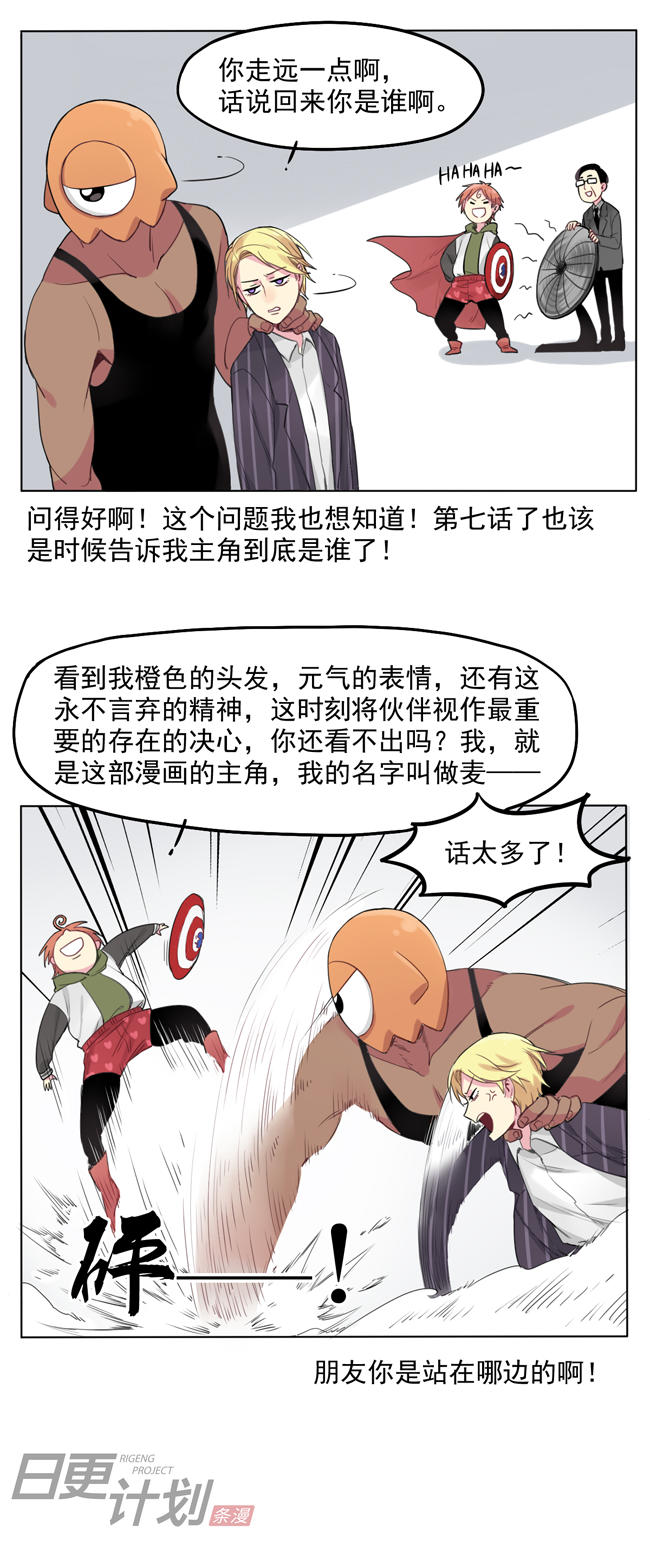 你走远一点啊，
话说回来你是谁啊。
HAHAHA～
问得好啊！这个问题我也想知道！第七话了也该
是时候告诉我主角到底是谁了！
看到我橙色的头发，元气的表情，还有这
永不言弃的精神，这时刻将伙伴视作最重
要的存在的决心，你还看不出吗？我，就
是这部漫画的主角，我的名字叫做麦——
话太多了！
砰——！
朋友你是站在哪边的啊！
日更计划
RIGENG
PROJECT
条漫